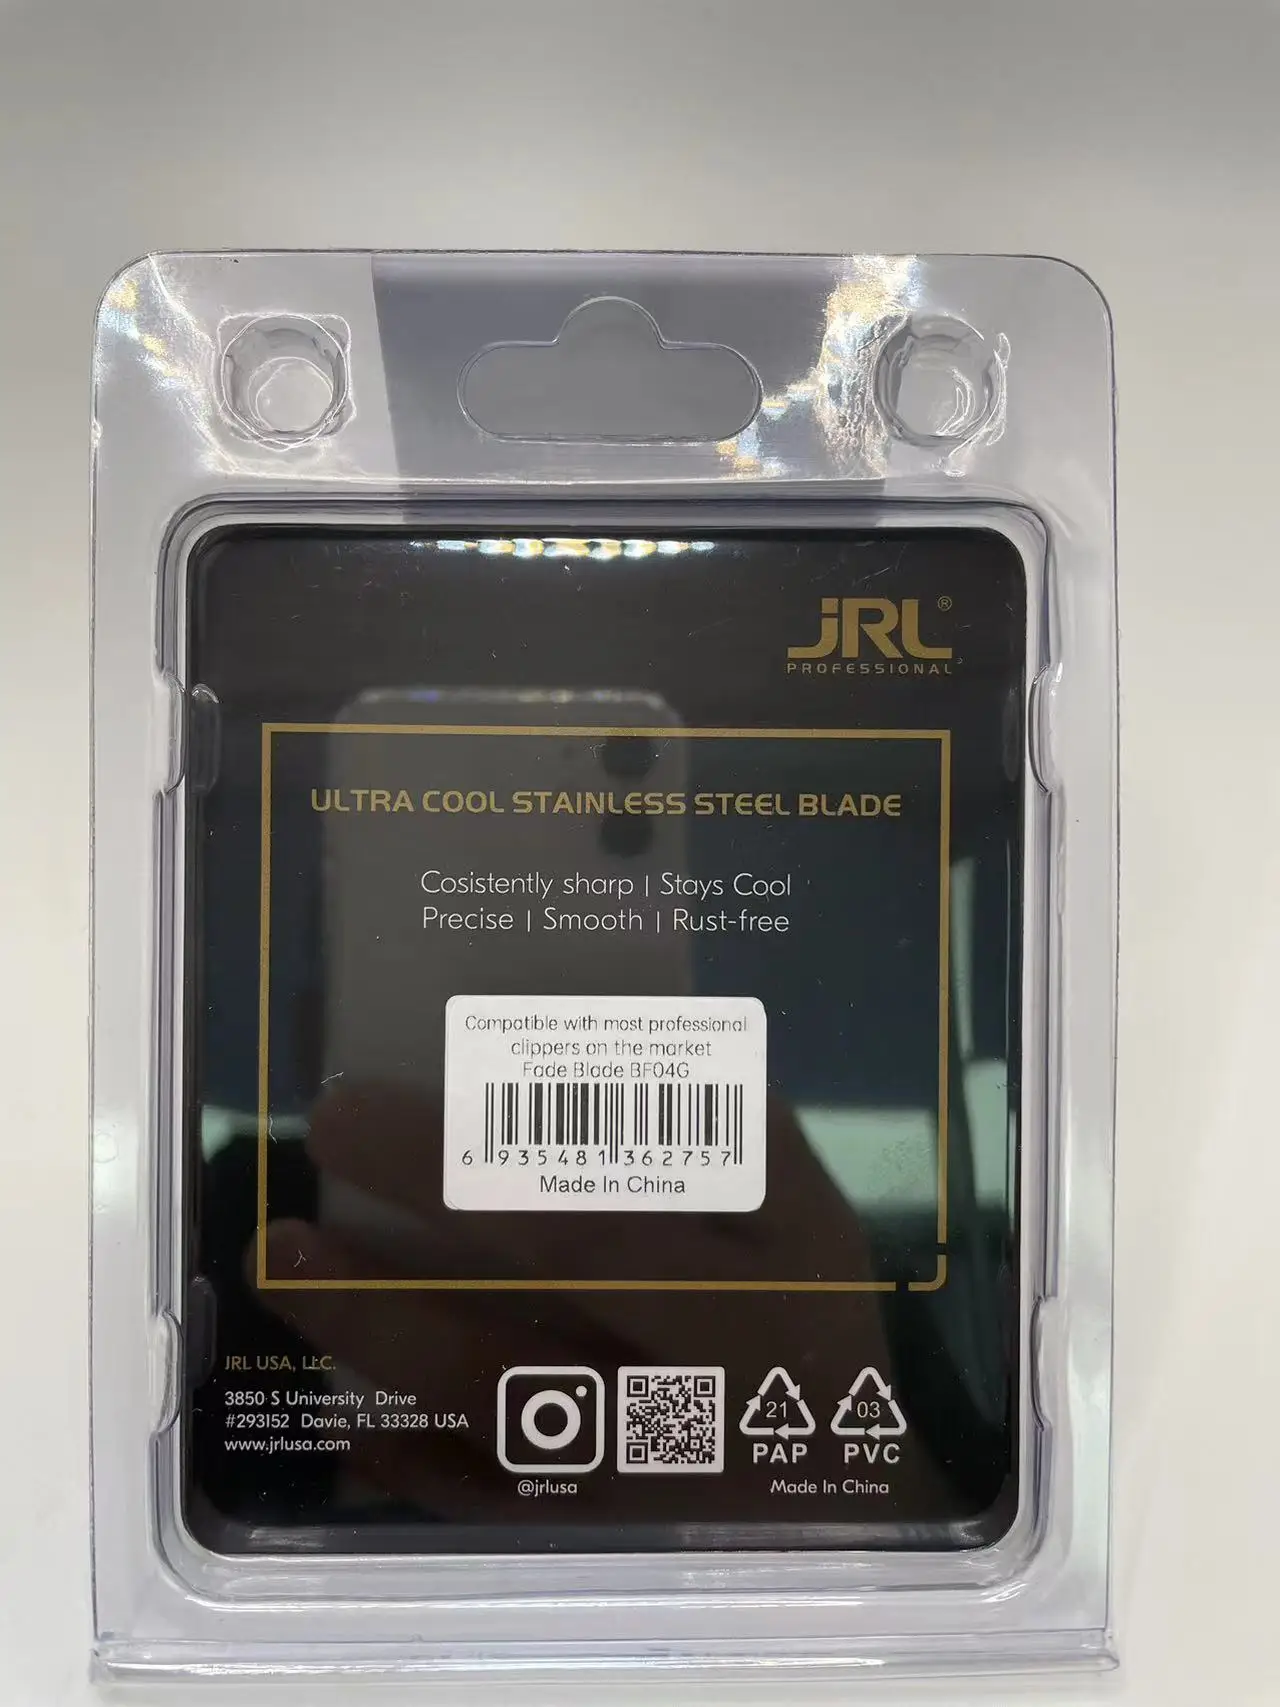 JRL®
PROFESSIONAL
ULTRA COOL STAINLESS STEEL BLADE
Cosistently sharp | Stays Cool
Precise | Smooth | Rust-free
Compatible with most professional
clippers on the market
Fade Blade BF04G
6 935481 362757
Made In China
JRL USA, LLC.
3850 S University Drive
#293152 Davie, FL 33328 USA
www.jrlusa.com
@jrlusa
21
PAP
03
PVC
Made In China